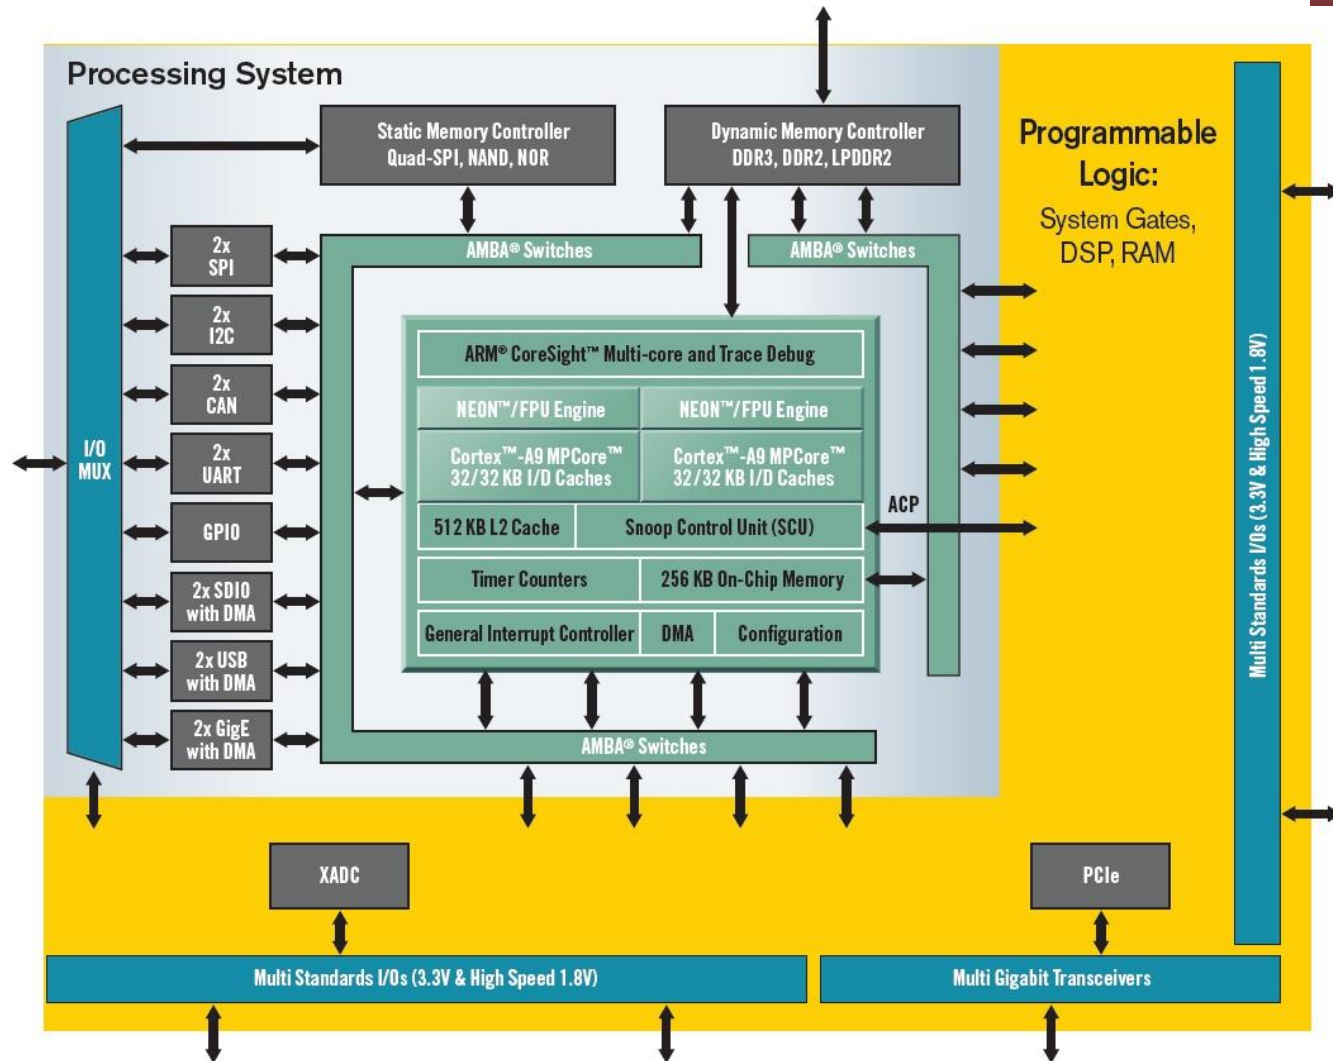 Processing System
Static Memory Controller
Quad-SPI, NAND, NOR
Dynamic Memory Controller
DDR3, DDR2, LPDDR2
Programmable
Logic:
System Gates,
DSP, RAM
AMBA® Switches
AMBA® Switches
2x
SPI
2x
I2C
2x
CAN
2x
UART
GPIO
2x SDIO
with DMA
2x USB
with DMA
2x GigE
with DMA
I/O
MUX
ARM® CoreSight™ Multi-core and Trace Debug
NEON™/FPU Engine
NEON™/FPU Engine
Cortex™-A9 MPCore™
32/32 KB I/D Caches
Cortex™-A9 MPCore™
32/32 KB I/D Caches
512 KB L2 Cache
Snoop Control Unit (SCU)
ACP
Timer Counters
256 KB On-Chip Memory
General Interrupt Controller
DMA
Configuration
AMBA® Switches
Multi Standards I/Os (3.3V & High Speed 1.8V)
XADC
PCIe
Multi Standards I/Os (3.3V & High Speed 1.8V)
Multi Gigabit Transceivers